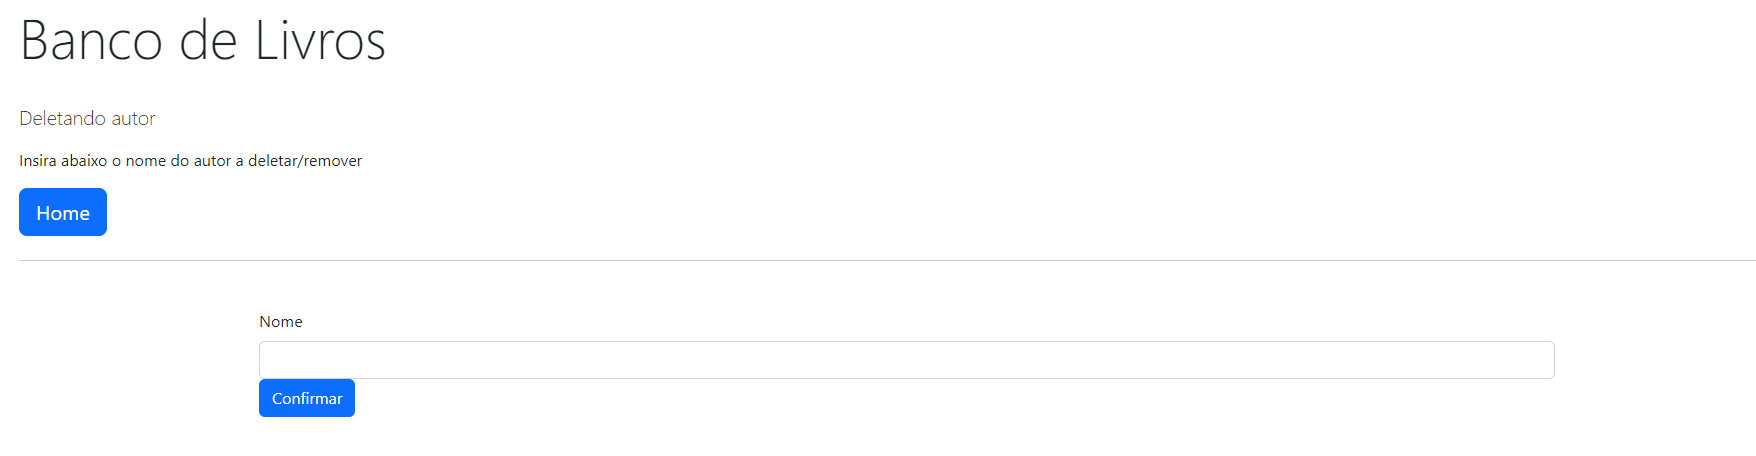 Banco de Livros
Deletando autor
Insira abaixo o nome do autor a deletar/remover
Home
Nome
Confirmar